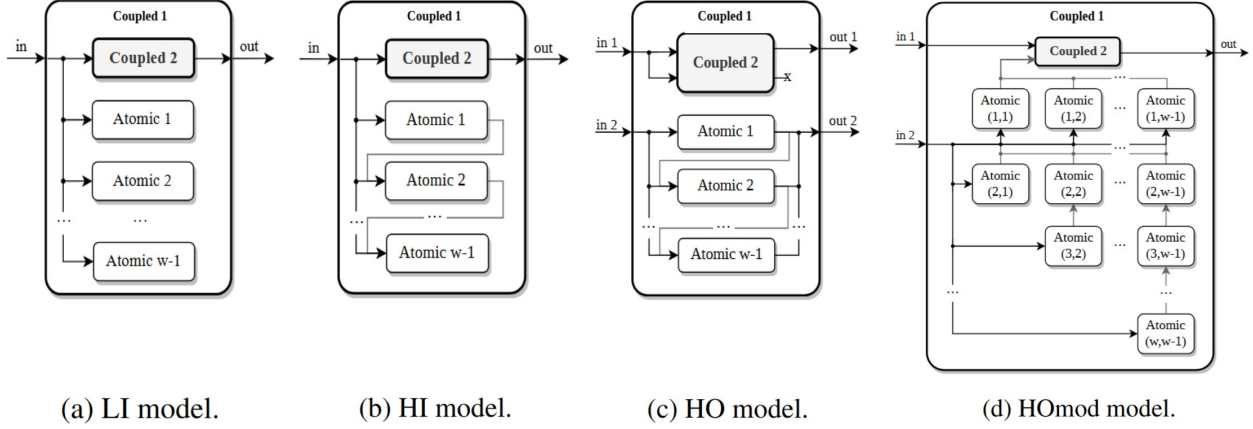 Coupled 1
in
out
Coupled 2
Atomic 1
Atomic 2
...
...
Atomic w-1
(a) LI model.
Coupled 1
in
out
Coupled 2
Atomic 1
Atomic 2
...
...
Atomic w-1
(b) HI model.
Coupled 1
in 1
out 1
Coupled 2
x
in 2
out 2
Atomic 1
Atomic 2
...
...
...
Atomic w-1
(c) HO model.
Coupled 1
in 1
out
Coupled 2
...
Atomic
(1,1)
Atomic
(1,2)
...
Atomic
(1,w-1)
in 2
...
...
Atomic
(2,1)
Atomic
(2,2)
...
Atomic
(2,w-1)
Atomic
(3,2)
...
Atomic
(3,w-1)
...
...
Atomic
(w,w-1)
(d) HOmod model.